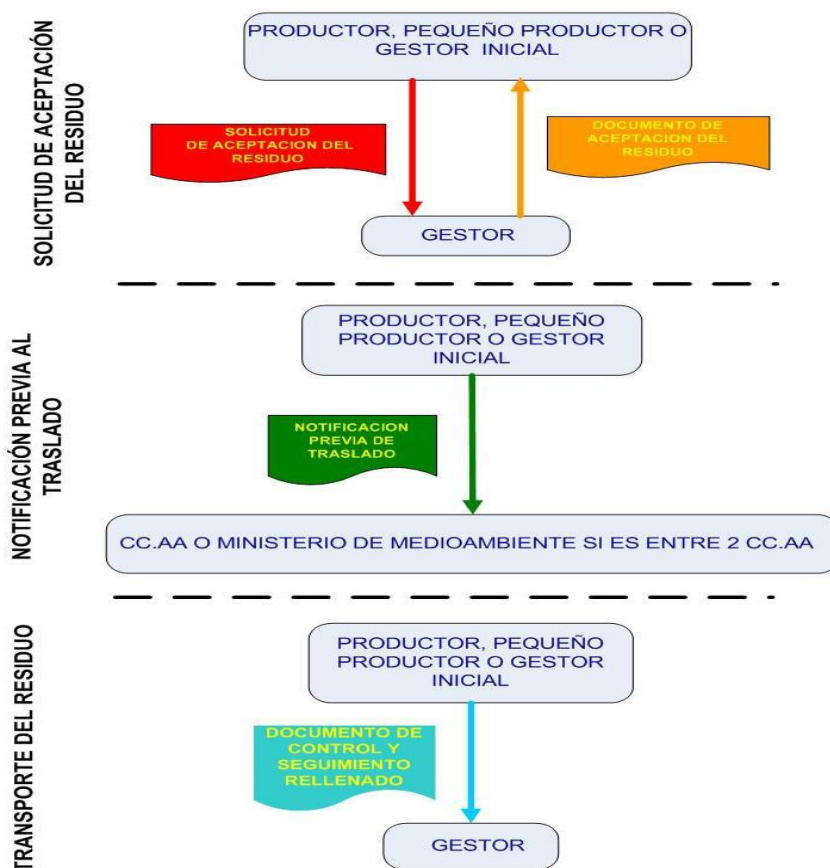 SOLICITUD DE ACEPTACIÓN
DEL RESIDUO
PRODUCTOR, PEQUEÑO PRODUCTOR O
GESTOR INICIAL
SOLICITUD
DE ACEPTACION DEL
RESIDUO
DOCUMENTO DE
ACEPTACION DEL
RESIDUO
GESTOR
NOTIFICACIÓN PREVIA AL
TRASLADO
PRODUCTOR, PEQUEÑO
PRODUCTOR O GESTOR
INICIAL
NOTIFICACION
PREVIA DE
TRASLADO
CC.AA O MINISTERIO DE MEDIOAMBIENTE SI ES ENTRE 2 CC.AA
TRANSPORTE DEL RESIDUO
PRODUCTOR, PEQUEÑO
PRODUCTOR O GESTOR
INICIAL
DOCUMENTO DE
CONTROL Y
SEGUIMIENTO
RELLENADO
GESTOR